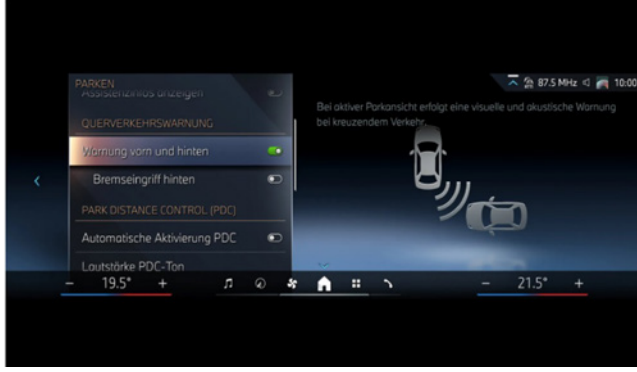 PARKEN
Assistenzinfos anzeigen
QUERVERKEHRSWARNUNG
Warnung vorn und hinten
Bremseingriff hinten
PARK DISTANCE CONTROL (PDC)
Automatische Aktivierung PDC
Lautstärke PDC-Ton
87.5 MHz
10:00
Bei aktiver Parkansicht erfolgt eine visuelle und akustische Warnung
bei kreuzendem Verkehr.
- 19.5° +
- 21.5° +